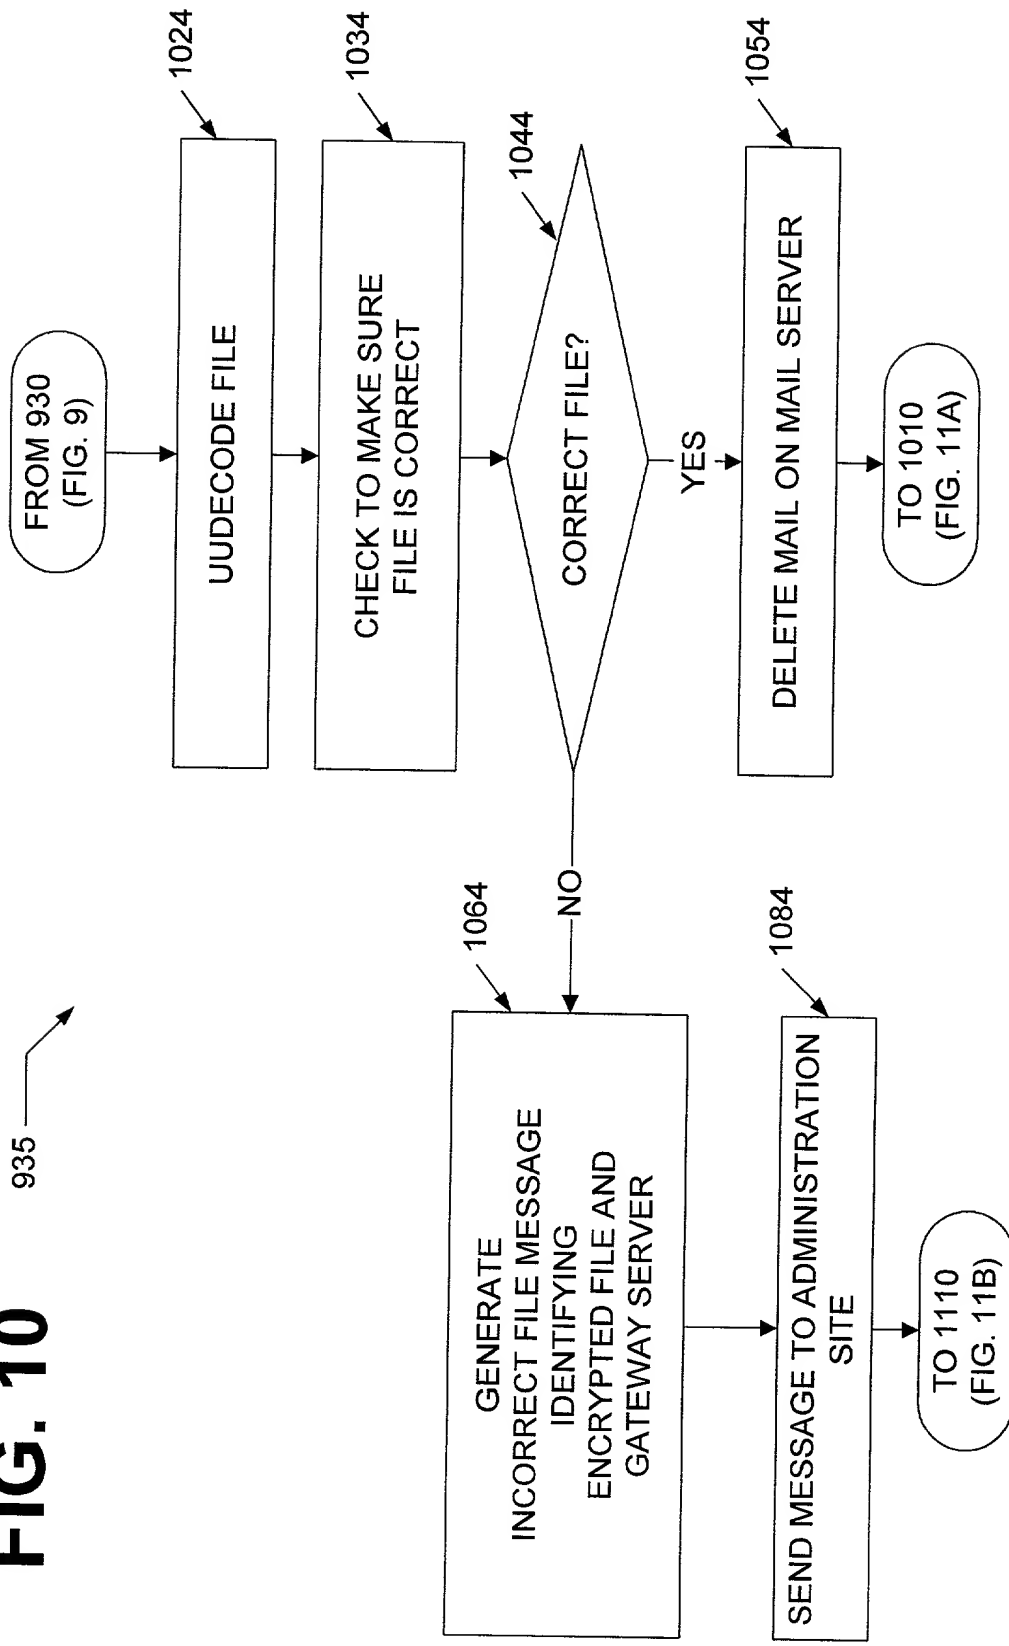 FIG. 10
935
FROM 930
(FIG. 9)
1024
UUDECODE FILE
1034
CHECK TO MAKE SURE
FILE IS CORRECT
1044
CORRECT FILE?
YES
NO
1054
DELETE MAIL ON MAIL SERVER
TO 1010
(FIG. 11A)
1064
GENERATE
INCORRECT FILE MESSAGE
IDENTIFYING
ENCRYPTED FILE AND
GATEWAY SERVER
1084
SEND MESSAGE TO ADMINISTRATION
SITE
TO 1110
(FIG. 11B)